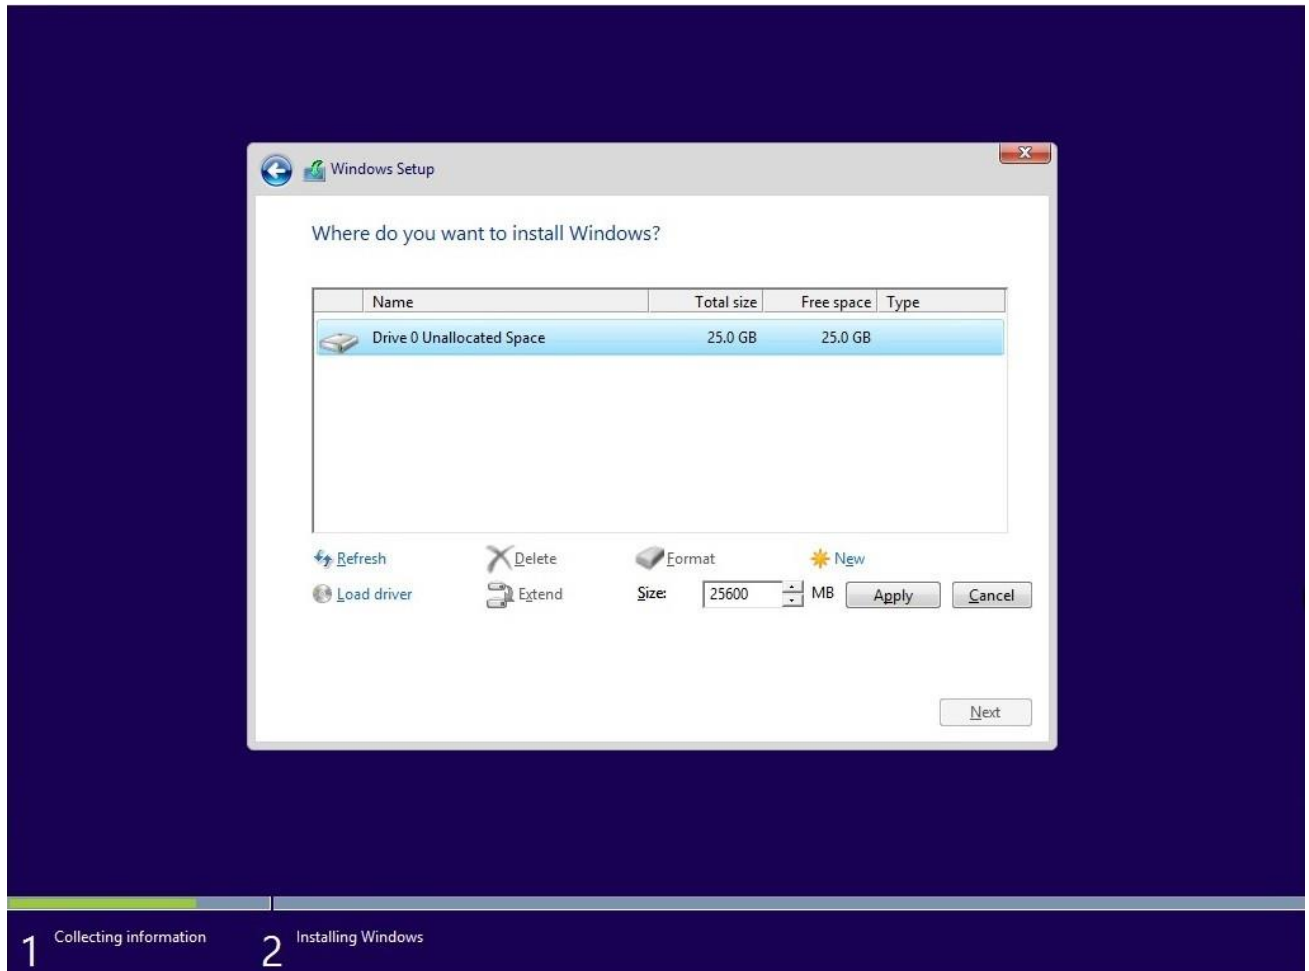 Windows Setup
X
Where do you want to install Windows?
Name Total size Free space Type
Drive 0 Unallocated Space 25.0 GB 25.0 GB
Refresh Delete Format New
Load driver Extend Size: 25600 MB Apply Cancel
Next
1 Collecting information 2 Installing Windows